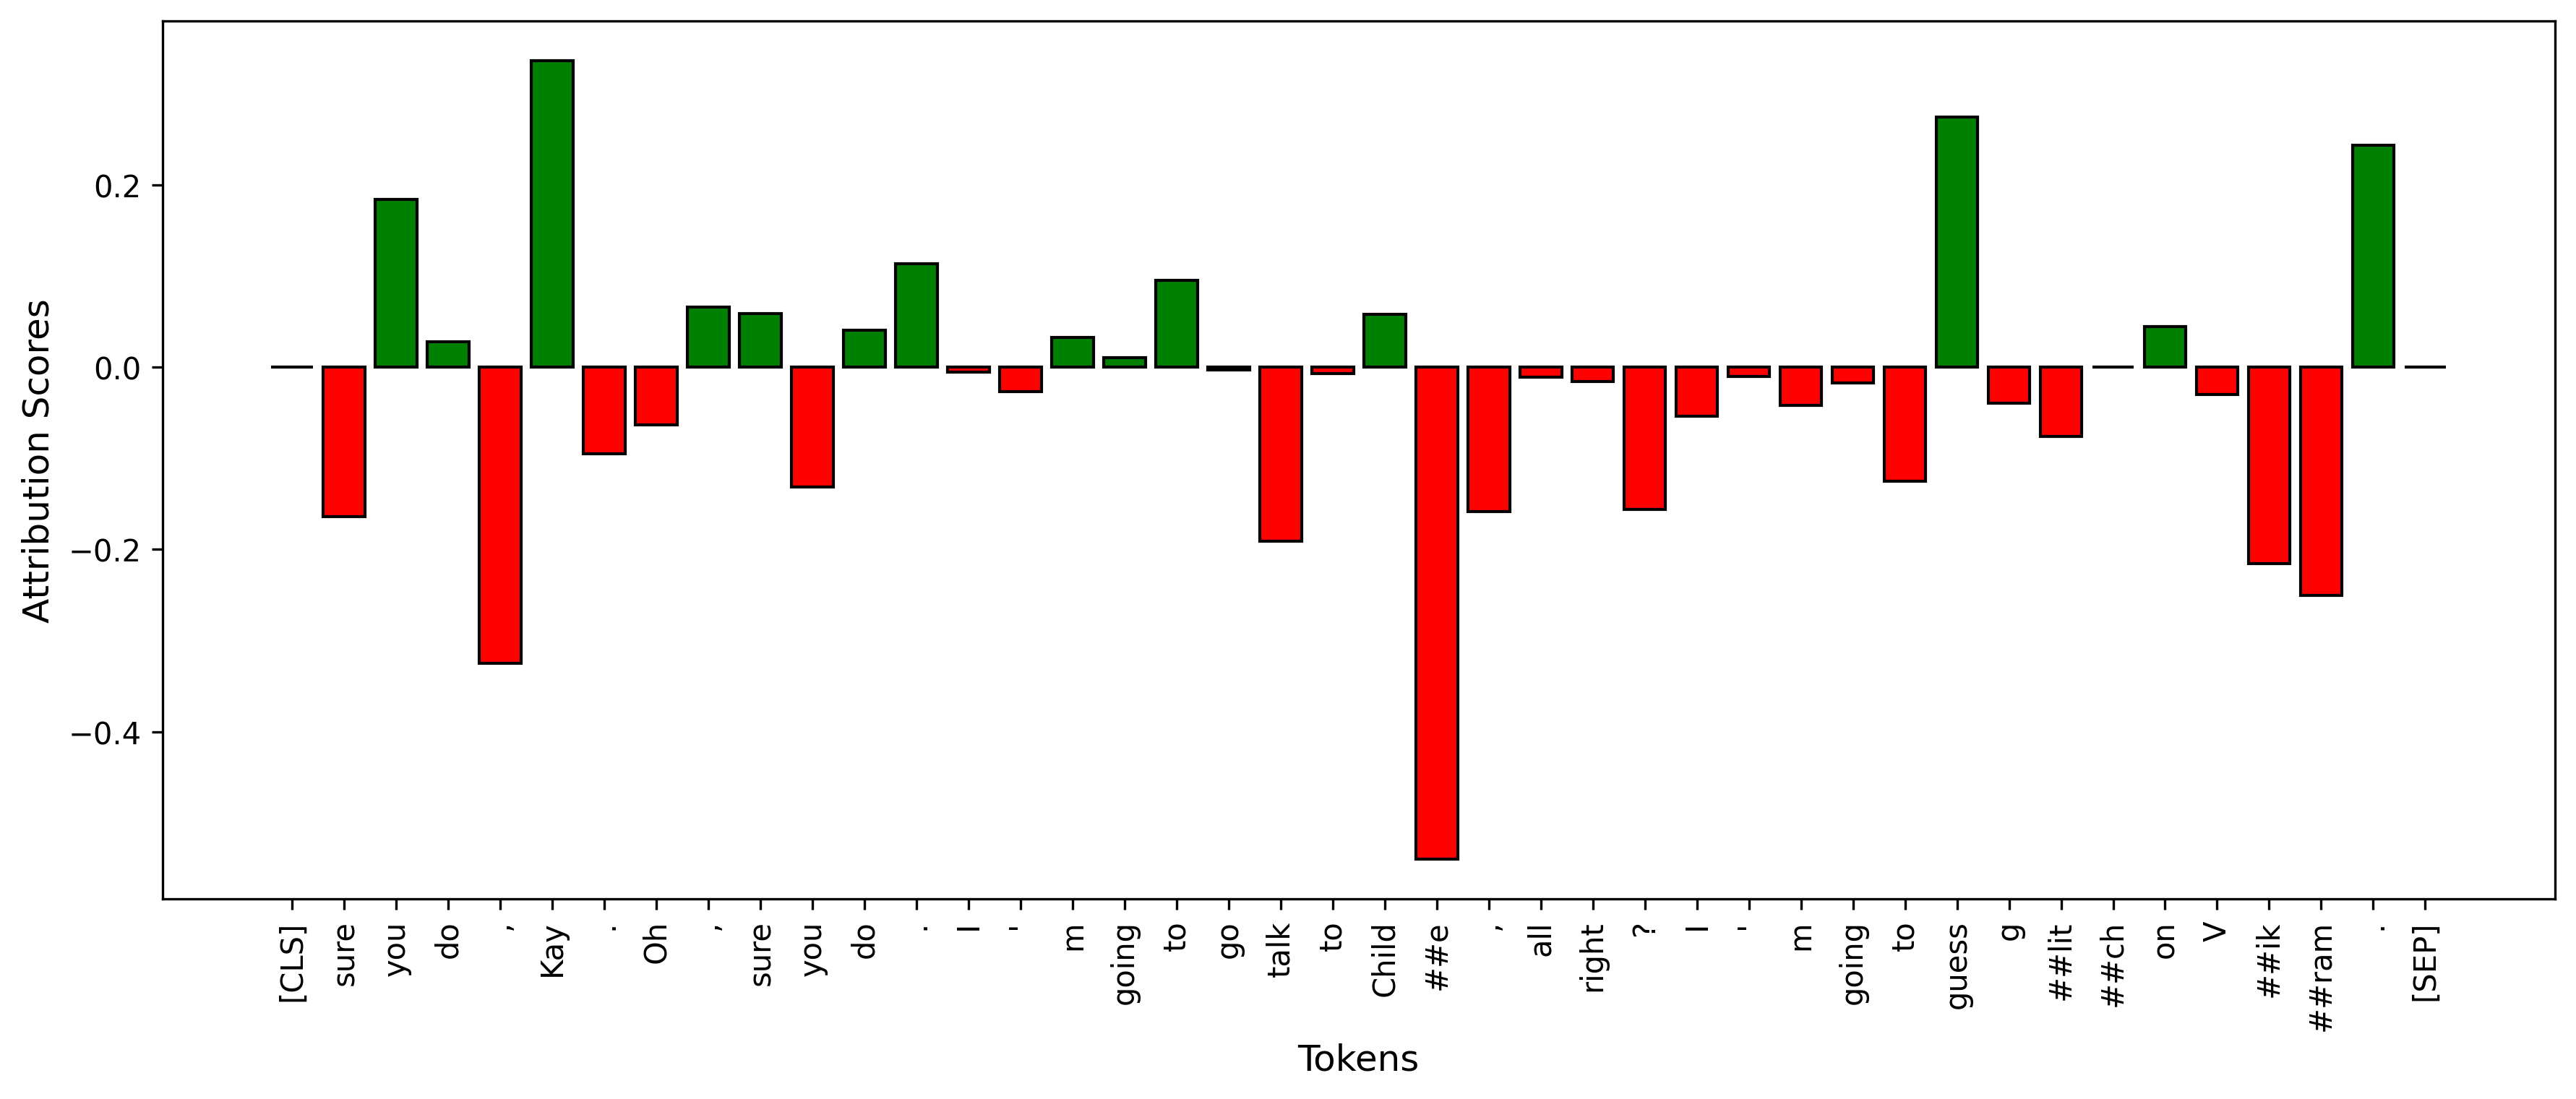 Attribution Scores
0.2
0.0
−0.2
−0.4
[CLS] sure you do , Kay . Oh , sure you do . I ' m going to go talk to Child ##e , all right ? I ' m going to guess g ##lit ##ch on V ##ik ##ram . [SEP]
Tokens